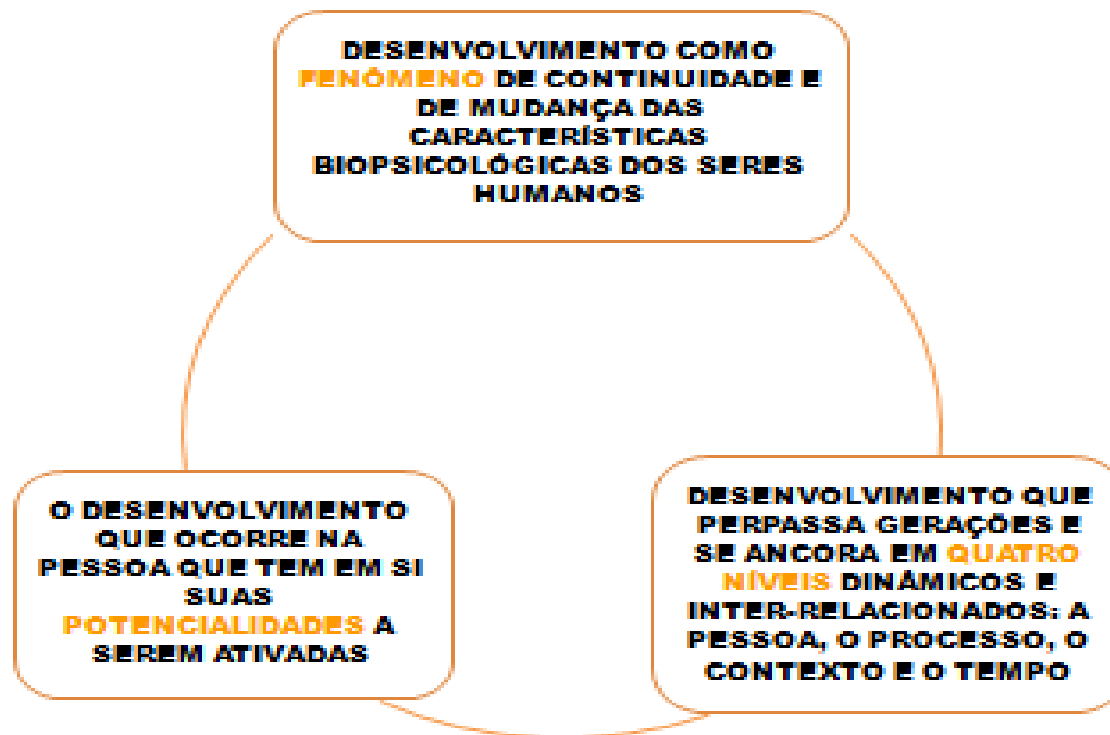 DESENVOLVIMENTO COMO
FENÔMENO DE CONTINUIDADE E
DE MUDANÇA DAS
CARACTERÍSTICAS
BIOPSICOLÓGICAS DOS SERES
HUMANOS
O DESENVOLVIMENTO
QUE OCORRE NA
PESSOA QUE TEM EM SI
SUAS
POTENCIALIDADES A
SEREM ATIVADAS
DESENVOLVIMENTO QUE
PERPASSA GERAÇÕES E
SE ANCORA EM QUATRO
NÍVEIS DINÂMICOS E
INTER-RELACIONADOS: A
PESSOA, O PROCESSO, O
CONTEXTO E O TEMPO